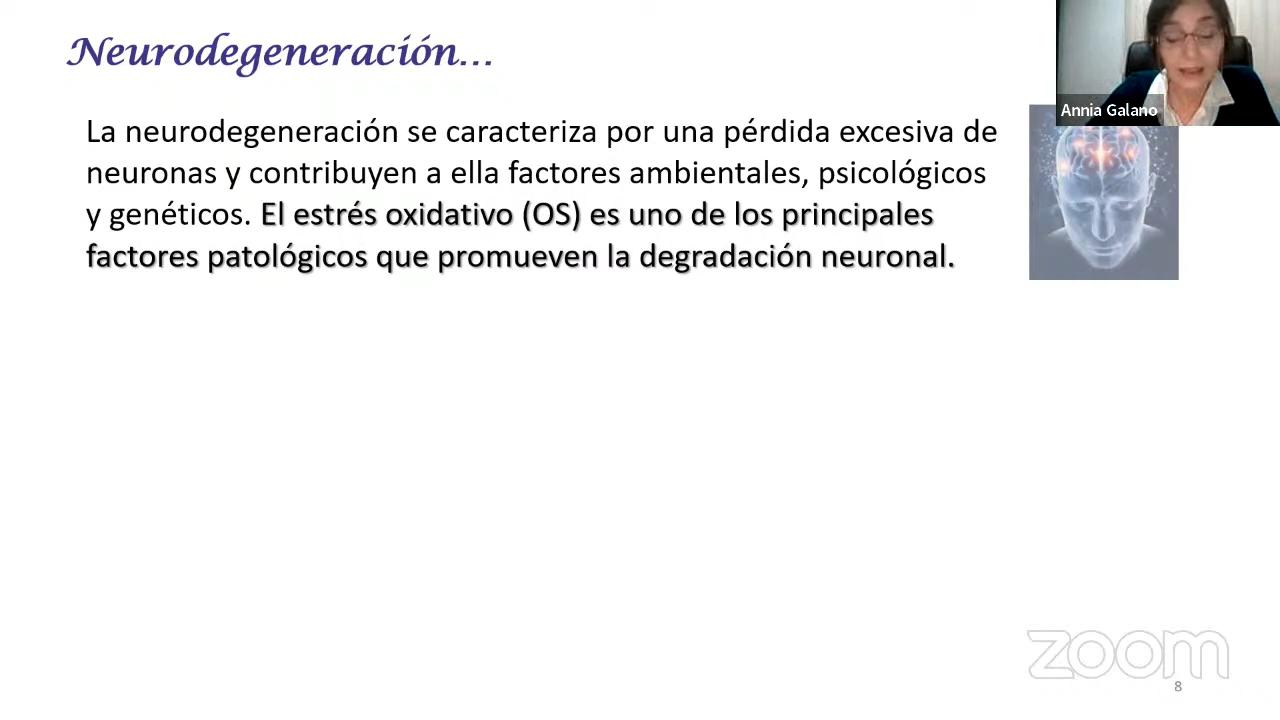 Neurodegeneración...
Annia Galano
La neurodegeneración se caracteriza por una pérdida excesiva de
neuronas y contribuyen a ella factores ambientales, psicológicos
y genéticos. El estrés oxidativo (OS) es uno de los principales
factores patológicos que promueven la degradación neuronal.
zoom
8